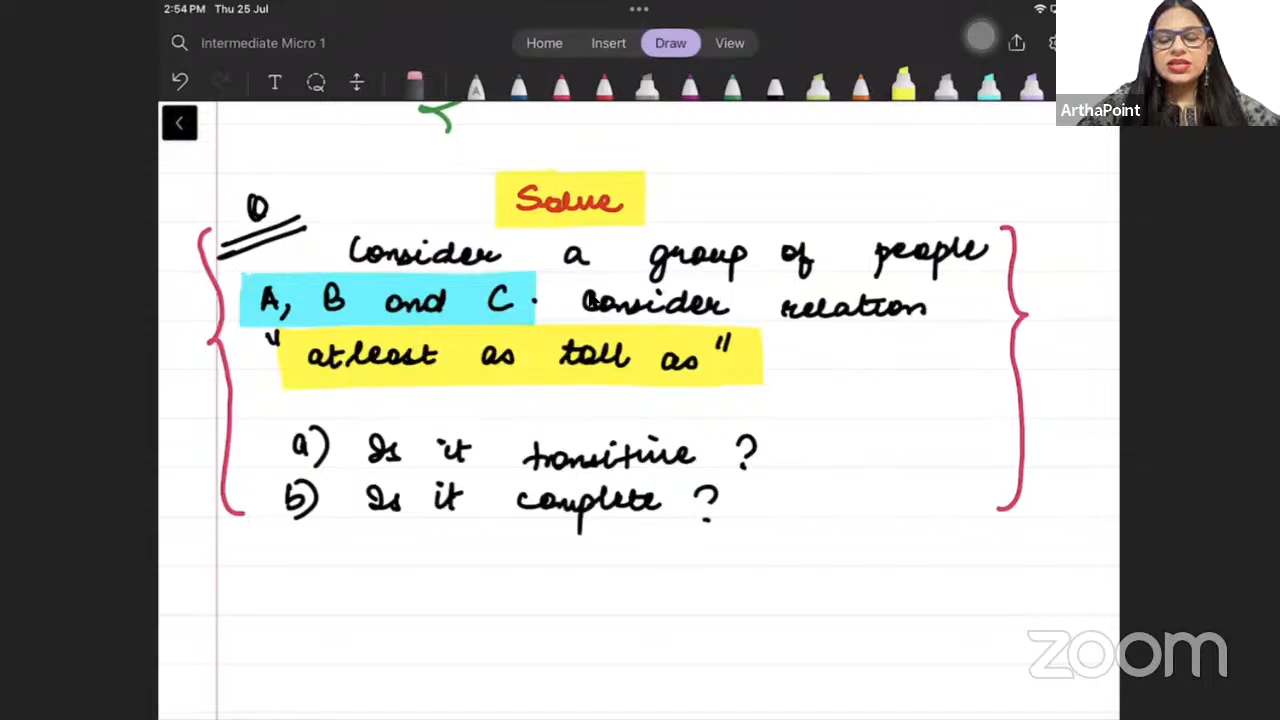 2:54 PM Thu 25 Jul
Intermediate Micro 1
Home Insert Draw View
ArthaPoint
Solve
Q
Consider a group of people
A, B and C. Consider relation
"atleast as tall as"
a) Is it transitive ?
b) Is it complete ?
zoom